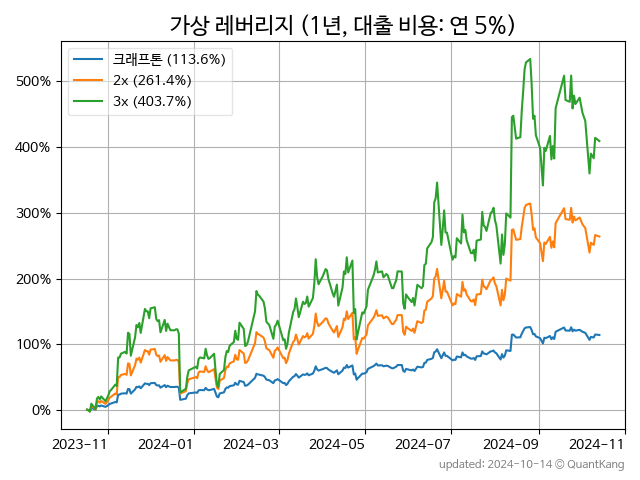 가상 레버리지 (1년, 대출 비용: 연 5%)
크래프톤 (113.6%)
2x (261.4%)
3x (403.7%)
500%
400%
300%
200%
100%
0%
2023-11
2024-01
2024-03
2024-05
2024-07
2024-09
2024-11
updated: 2024-10-14 © QuantKang